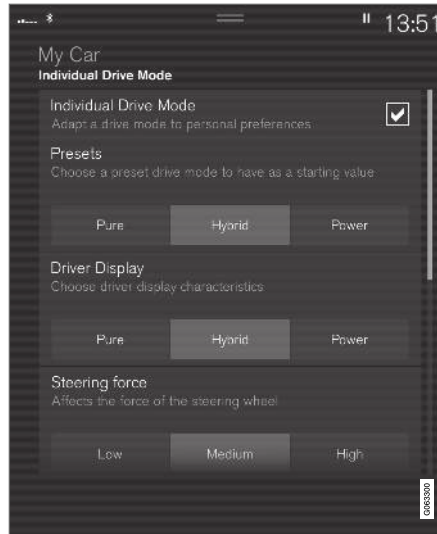 13:51
My Car
Individual Drive Mode
Individual Drive Mode
Adapt a drive mode to personal preferences
Presets
Choose a preset drive mode to have as a starting value
Pure Hybrid Power
Driver Display
Choose driver display characteristics
Pure Hybrid Power
Steering force
Affects the force of the steering wheel
Low Medium High
G063300